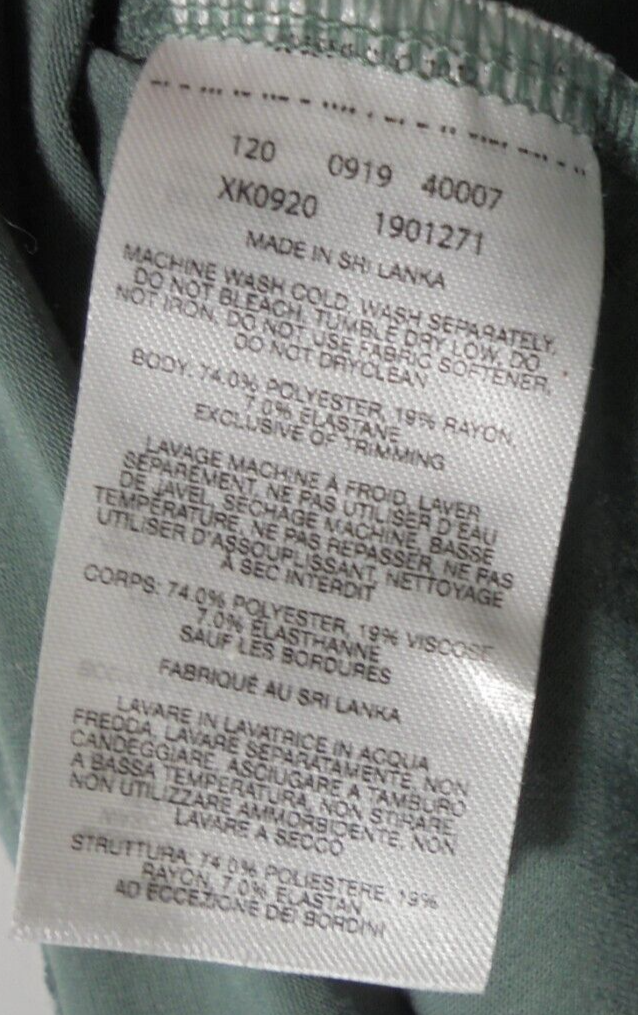 120 0919 40007
XK0920 1901271
MADE IN SRI LANKA
MACHINE WASH COLD, WASH SEPARATELY,
DO NOT BLEACH, TUMBLE DRY LOW, DO
NOT IRON, DO NOT USE FABRIC SOFTENER,
DO NOT DRYCLEAN
BODY: 74.0% POLYESTER, 19% RAYON,
7.0% ELASTANE
EXCLUSIVE OF TRIMMING
LAVAGE MACHINE À FROID, LAVER
SÉPARÉMENT, NE PAS UTILISER D'EAU
DE JAVEL, SÉCHAGE MACHINE, BASSE
TEMPÉRATURE, NE PAS REPASSER, NE PAS
UTILISER D'ASSOUPLISSANT, NETTOYAGE
À SEC INTERDIT
CORPS: 74.0% POLYESTER, 19% VISCOSE
7.0% ÉLASTHANNE
SAUF LES BORDURES
FABRIQUÉ AU SRI LANKA
LAVARE IN LAVATRICE IN ACQUA
FREDDA, LAVARE SEPARATAMENTE, NON
CANDEGGIARE, ASCIUGARE A TAMBURO
A BASSA TEMPERATURA, NON STIRARE,
NON UTILIZZARE AMMORBIDENTE, NON
LAVARE A SECCO
STRUTTURA: 74.0% POLIESTERE, 19%
RAYON, 7.0% ELASTAN
AD ECCEZIONE DEI BORDINI